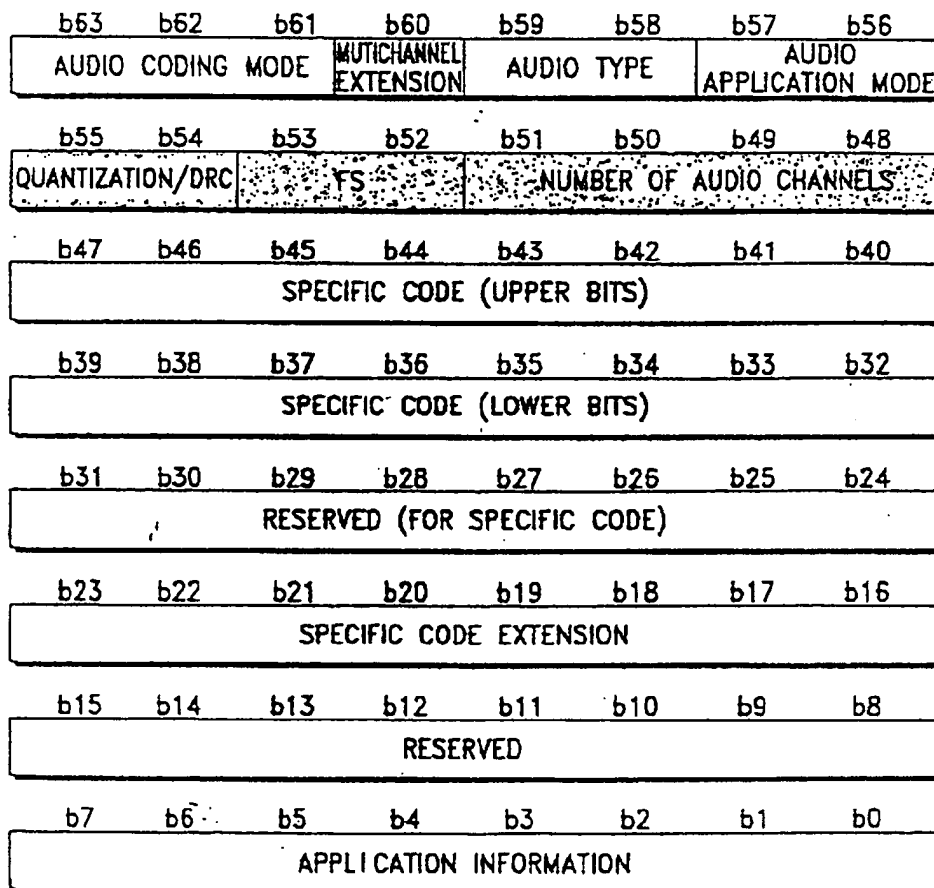 b63 b62 b61 b60 b59 b58 b57 b56
AUDIO CODING MODE MUTICHANNEL EXTENSION AUDIO TYPE AUDIO APPLICATION MODE
b55 b54 b53 b52 b51 b50 b49 b48
QUANTIZATION/DRC FS NUMBER OF AUDIO CHANNELS
b47 b46 b45 b44 b43 b42 b41 b40
SPECIFIC CODE (UPPER BITS)
b39 b38 b37 b36 b35 b34 b33 b32
SPECIFIC CODE (LOWER BITS)
b31 b30 b29 b28 b27 b26 b25 b24
RESERVED (FOR SPECIFIC CODE)
b23 b22 b21 b20 b19 b18 b17 b16
SPECIFIC CODE EXTENSION
b15 b14 b13 b12 b11 b10 b9 b8
RESERVED
b7 b6 b5 b4 b3 b2 b1 b0
APPLICATION INFORMATION